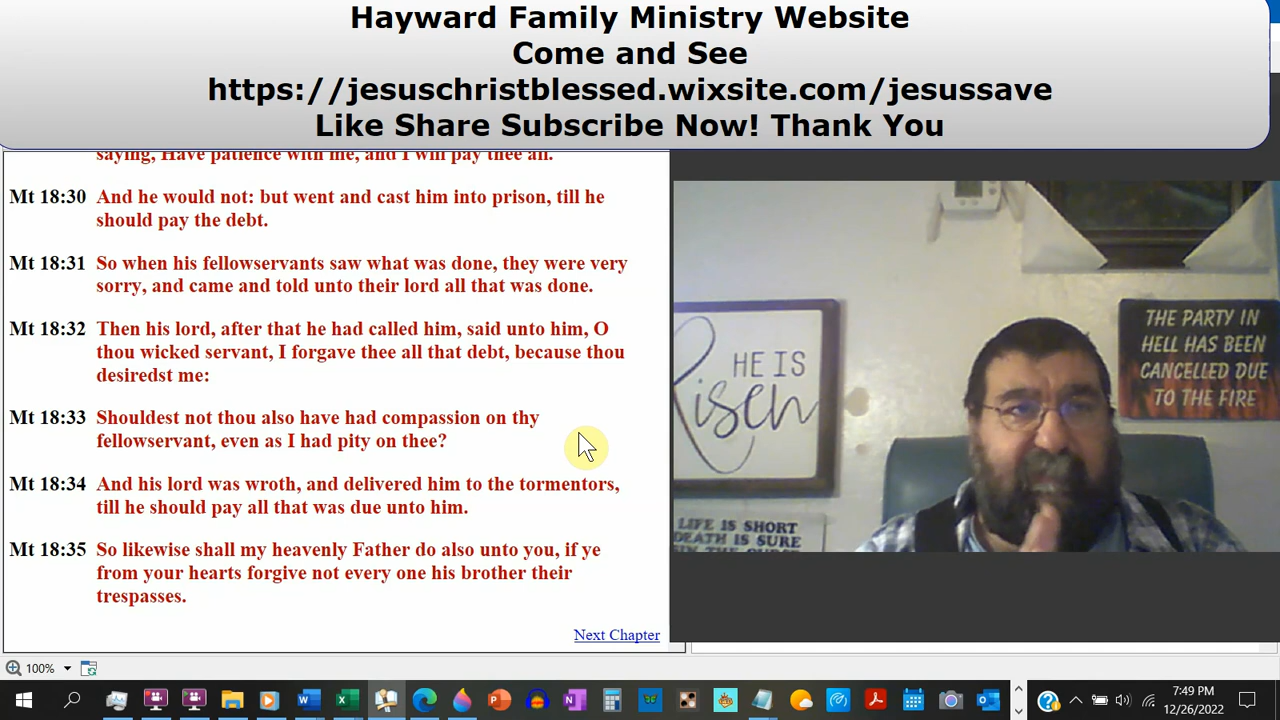 Hayward Family Ministry Website
Come and See
https://jesuschristblessed.wixsite.com/jesussave
Like Share Subscribe Now! Thank You
saying, Have patience with me, and I will pay thee all.
Mt 18:30 And he would not: but went and cast him into prison, till he
should pay the debt.
Mt 18:31 So when his fellowservants saw what was done, they were very
sorry, and came and told unto their lord all that was done.
Mt 18:32 Then his lord, after that he had called him, said unto him, O
thou wicked servant, I forgave thee all that debt, because thou
desiredst me:
Mt 18:33 Shouldest not thou also have had compassion on thy
fellowservant, even as I had pity on thee?
Mt 18:34 And his lord was wroth, and delivered him to the tormentors,
till he should pay all that was due unto him.
Mt 18:35 So likewise shall my heavenly Father do also unto you, if ye
from your hearts forgive not every one his brother their
trespasses.
Next Chapter
HE IS
Risen
THE PARTY IN
HELL HAS BEEN
CANCELLED DUE
TO THE FIRE
LIFE IS SHORT
DEATH IS SURE
100%
7:49 PM
12/26/2022